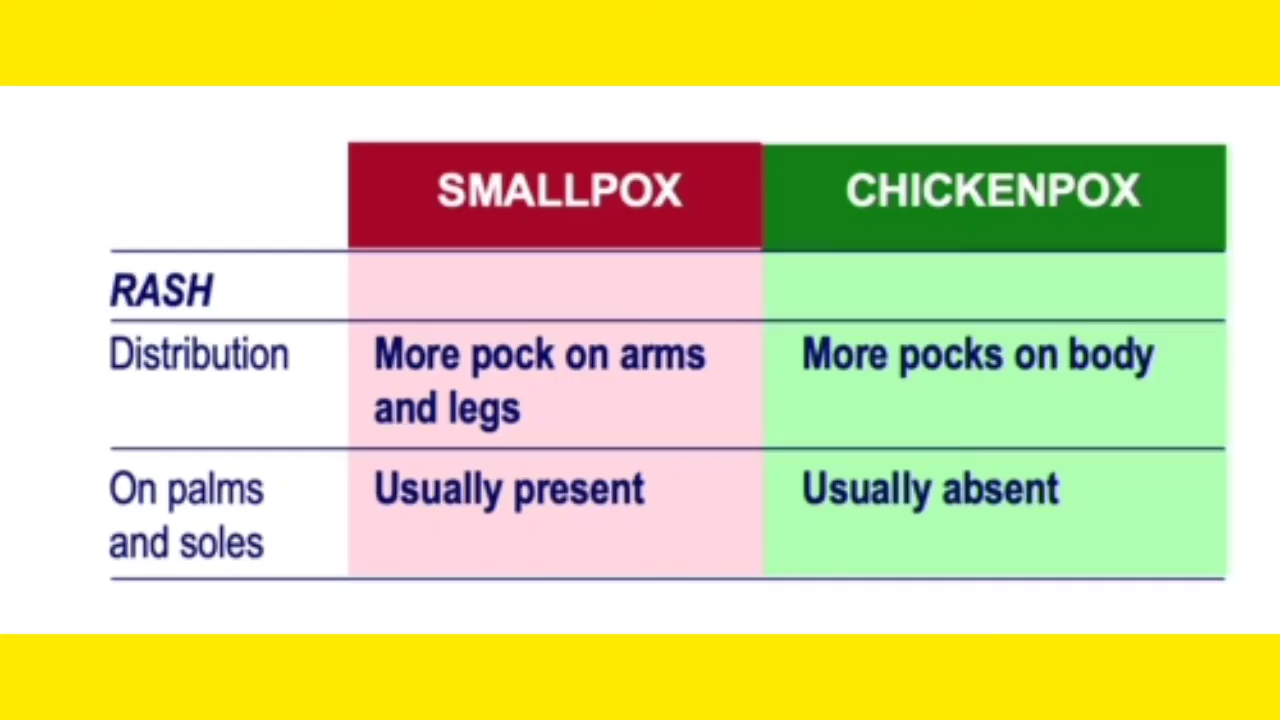 SMALLPOX CHICKENPOX
RASH
Distribution More pock on arms More pocks on body
and legs
On palms Usually present Usually absent
and soles